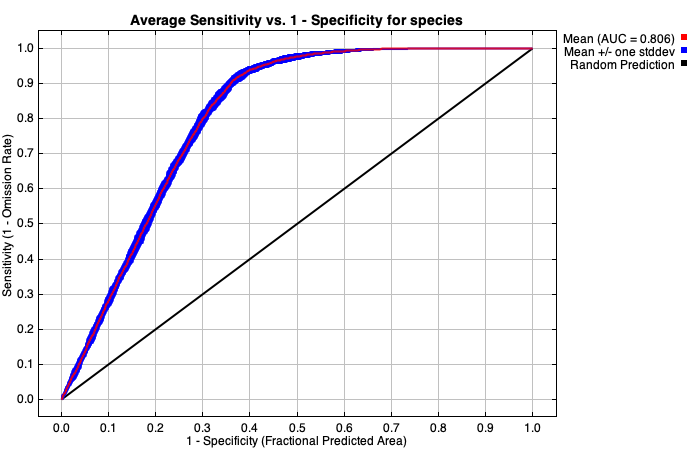 Average Sensitivity vs. 1 - Specificity for species
Mean (AUC = 0.806)
Mean +/- one stddev
Random Prediction
Sensitivity (1 - Omission Rate)
1.0
0.9
0.8
0.7
0.6
0.5
0.4
0.3
0.2
0.1
0.0
0.0 0.1 0.2 0.3 0.4 0.5 0.6 0.7 0.8 0.9 1.0
1 - Specificity (Fractional Predicted Area)